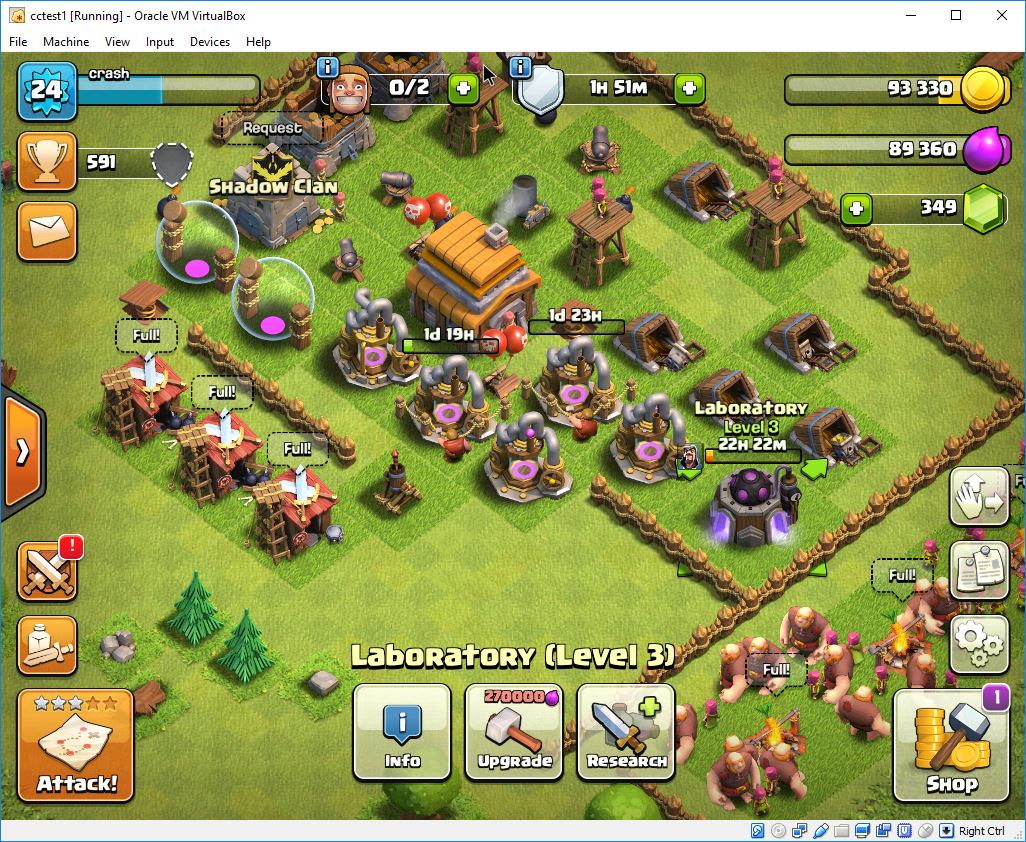 cctest1 [Running] - Oracle VM VirtualBox
File Machine View Input Devices Help
24
crash
0/2
1h 51m
93 330
Request
591
89 360
Shadow Clan
349
1d 23h
Full!
1d 19h
Full!
Laboratory
Level 3
22h 22m
Full!
!
Full!
Laboratory (Level 3)
Full!
270000
1
Info
Upgrade
Research
Attack!
Shop
Right Ctrl